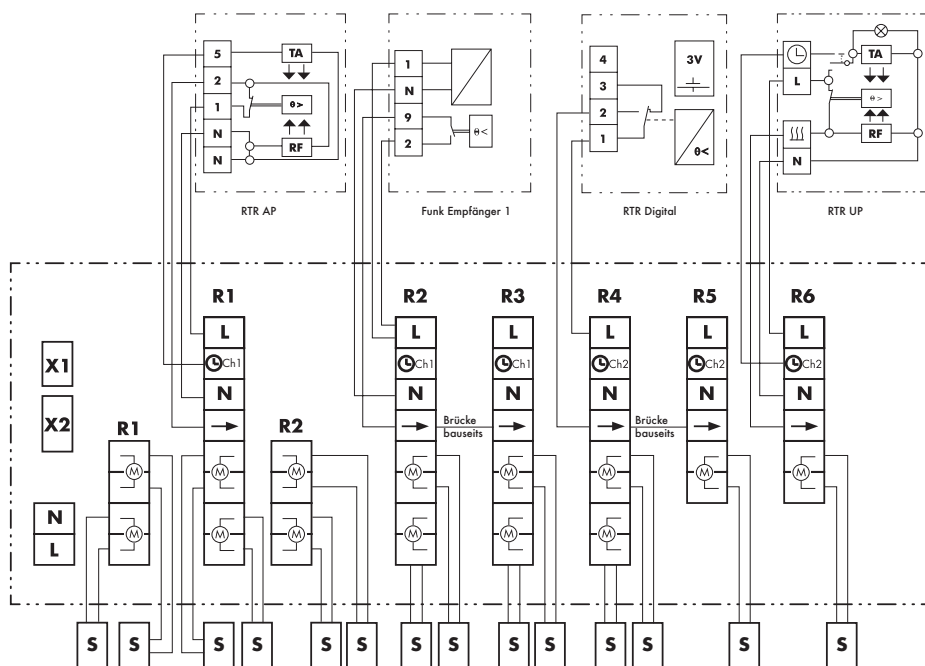 5
2
1
N
N
TA
θ >
RF
RTR AP
1
N
9
2
θ <
Funk Empfänger 1
4
3
2
1
3V
θ<
RTR Digital
L
N
TA
θ >
RF
RTR UP
R1
R2
R3
R4
R5
R6
L
L
L
L
L
L
Ch1
Ch1
Ch1
Ch2
Ch2
Ch2
N
N
N
N
N
N
X1
X2
Brücke
bauseits
Brücke
bauseits
R1
R2
M
M
M
M
M
M
M
M
M
M
M
M
M
M
N
L
S
S
S
S
S
S
S
S
S
S
S
S
S
S